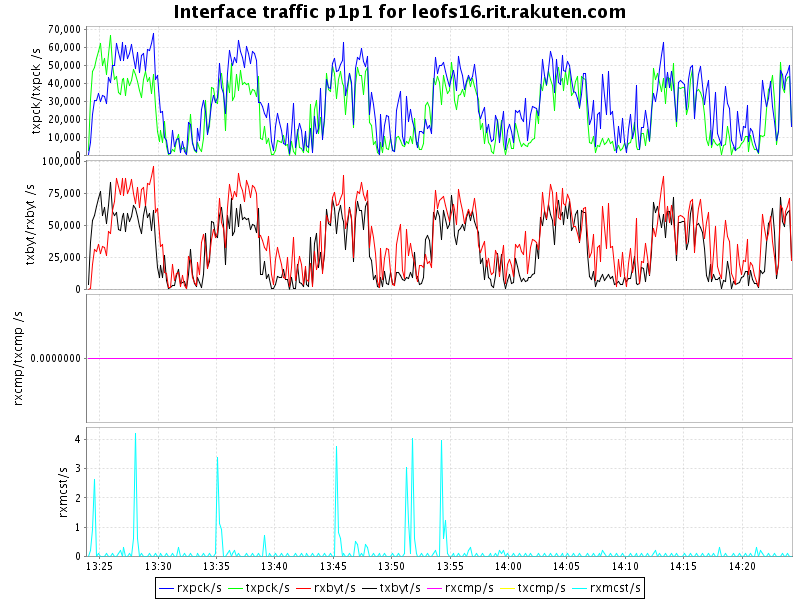 Interface traffic p1p1 for leofs16.rit.rakuten.com
txpck/txpck /s
70,000
60,000
50,000
40,000
30,000
20,000
10,000
0
txbyt/rxbyt /s
100,000
75,000
50,000
25,000
0
rxcmp/txcmp /s
0.0000000
rxmcst/s
4
3
2
1
0
13:25 13:30 13:35 13:40 13:45 13:50 13:55 14:00 14:05 14:10 14:15 14:20
rxpck/s txpck/s rxbyt/s txbyt/s rxcmp/s txcmp/s rxmcst/s